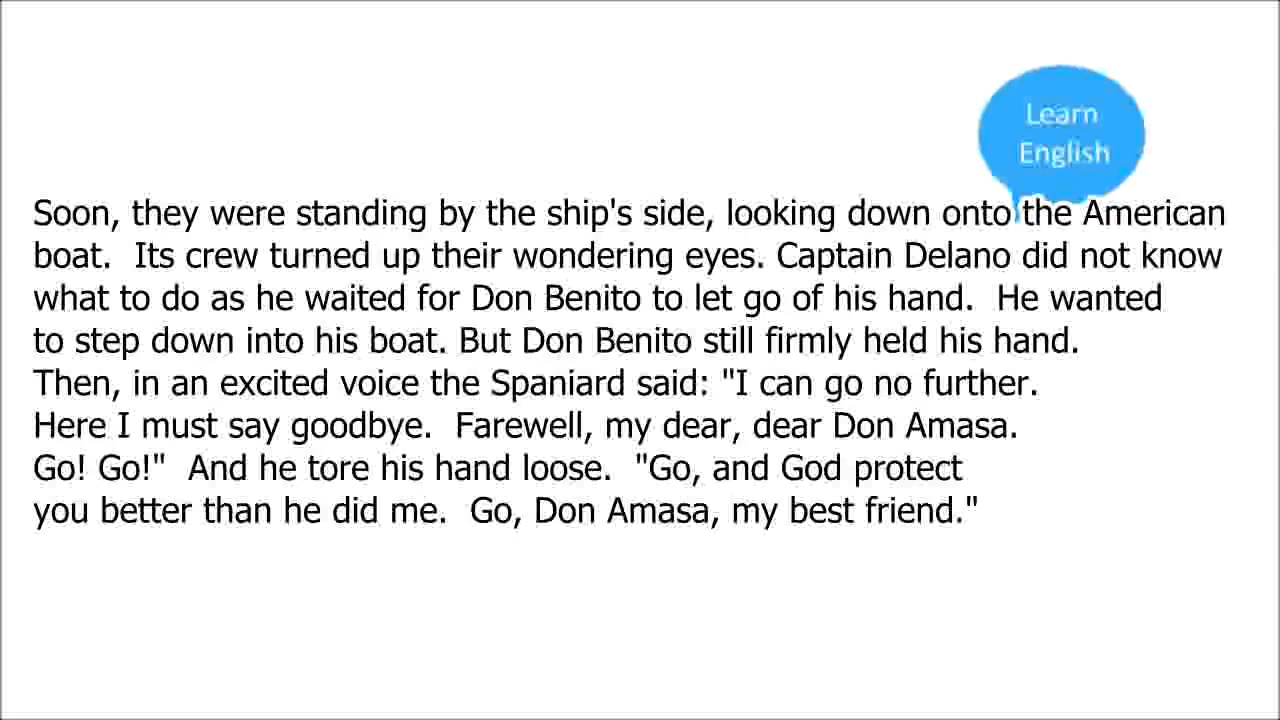 Learn
English
Soon, they were standing by the ship's side, looking down onto the American
boat.  Its crew turned up their wondering eyes. Captain Delano did not know
what to do as he waited for Don Benito to let go of his hand.  He wanted
to step down into his boat. But Don Benito still firmly held his hand.
Then, in an excited voice the Spaniard said: "I can go no further.
Here I must say goodbye.  Farewell, my dear, dear Don Amasa.
Go! Go!"  And he tore his hand loose.  "Go, and God protect
you better than he did me.  Go, Don Amasa, my best friend."